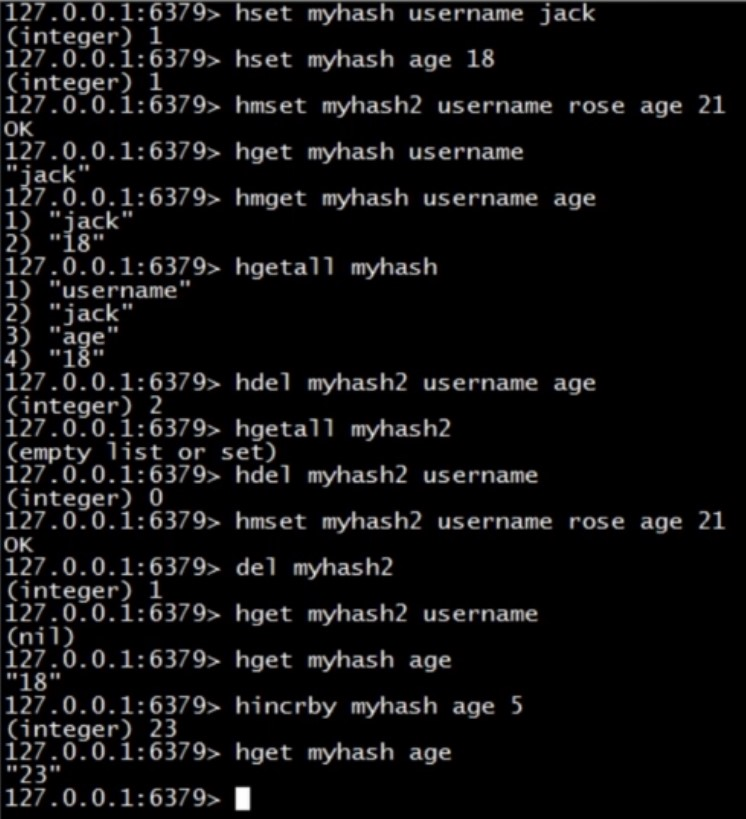 127.0.0.1:6379> hset myhash username jack
(integer) 1
127.0.0.1:6379> hset myhash age 18
(integer) 1
127.0.0.1:6379> hmset myhash2 username rose age 21
OK
127.0.0.1:6379> hget myhash username
"jack"
127.0.0.1:6379> hmget myhash username age
1) "jack"
2) "18"
127.0.0.1:6379> hgetall myhash
1) "username"
2) "jack"
3) "age"
4) "18"
127.0.0.1:6379> hdel myhash2 username age
(integer) 2
127.0.0.1:6379> hgetall myhash2
(empty list or set)
127.0.0.1:6379> hdel myhash2 username
(integer) 0
127.0.0.1:6379> hmset myhash2 username rose age 21
OK
127.0.0.1:6379> del myhash2
(integer) 1
127.0.0.1:6379> hget myhash2 username
(nil)
127.0.0.1:6379> hget myhash age
"18"
127.0.0.1:6379> hincrby myhash age 5
(integer) 23
127.0.0.1:6379> hget myhash age
"23"
127.0.0.1:6379>